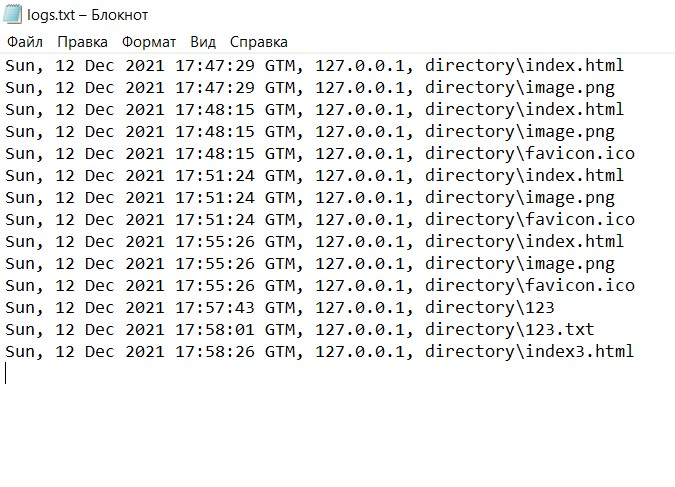 logs.txt – Блокнот
Файл Правка Формат Вид Справка
Sun, 12 Dec 2021 17:47:29 GTM, 127.0.0.1, directory\index.html
Sun, 12 Dec 2021 17:47:29 GTM, 127.0.0.1, directory\image.png
Sun, 12 Dec 2021 17:48:15 GTM, 127.0.0.1, directory\index.html
Sun, 12 Dec 2021 17:48:15 GTM, 127.0.0.1, directory\image.png
Sun, 12 Dec 2021 17:48:15 GTM, 127.0.0.1, directory\favicon.ico
Sun, 12 Dec 2021 17:51:24 GTM, 127.0.0.1, directory\index.html
Sun, 12 Dec 2021 17:51:24 GTM, 127.0.0.1, directory\image.png
Sun, 12 Dec 2021 17:51:24 GTM, 127.0.0.1, directory\favicon.ico
Sun, 12 Dec 2021 17:55:26 GTM, 127.0.0.1, directory\index.html
Sun, 12 Dec 2021 17:55:26 GTM, 127.0.0.1, directory\image.png
Sun, 12 Dec 2021 17:55:26 GTM, 127.0.0.1, directory\favicon.ico
Sun, 12 Dec 2021 17:57:43 GTM, 127.0.0.1, directory\123
Sun, 12 Dec 2021 17:58:01 GTM, 127.0.0.1, directory\123.txt
Sun, 12 Dec 2021 17:58:26 GTM, 127.0.0.1, directory\index3.html